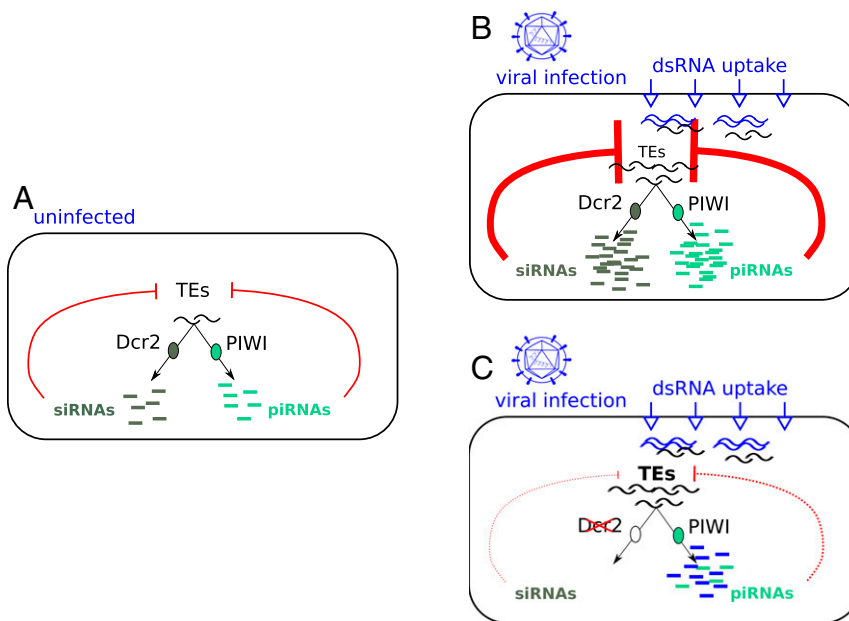 A
uninfected
TEs
Dcr2
PIWI
siRNAs
piRNAs
B
viral infection
dsRNA uptake
TEs
Dcr2
PIWI
siRNAs
piRNAs
C
viral infection
dsRNA uptake
TEs
Dcr2
PIWI
siRNAs
piRNAs